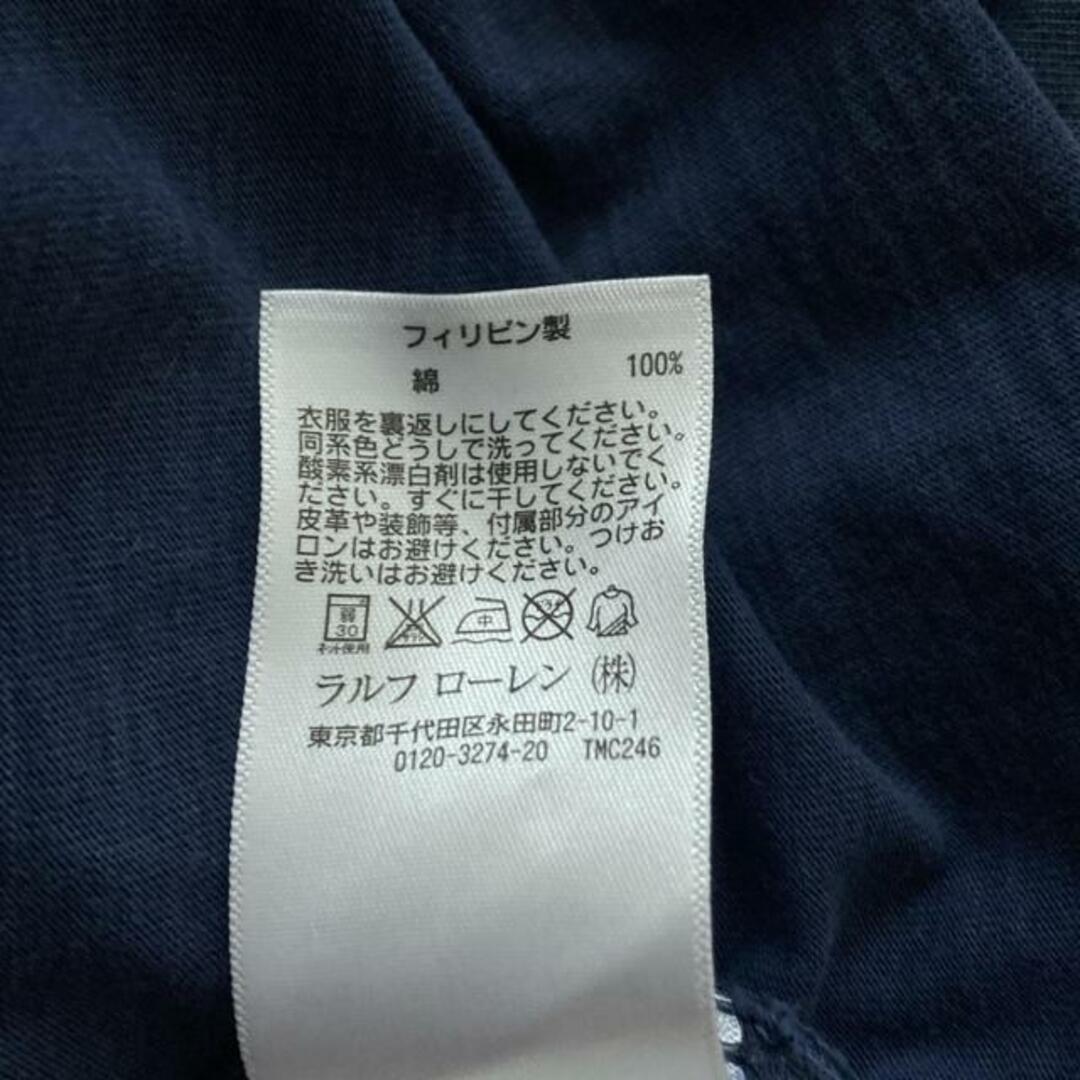 フィリピン製
綿 100%
衣服を裏返しにしてください。
同系色どうしで洗ってください。
酸素系漂白剤は使用しないでく
ださい。すぐに干してください。
皮革や装飾等、付属部分のアイ
ロンはお避けください。つけお
き洗いはお避けください。
弱
30
中
ネット使用
ラルフ ローレン (株)
東京都千代田区永田町2-10-1
0120-3274-20 TMC246